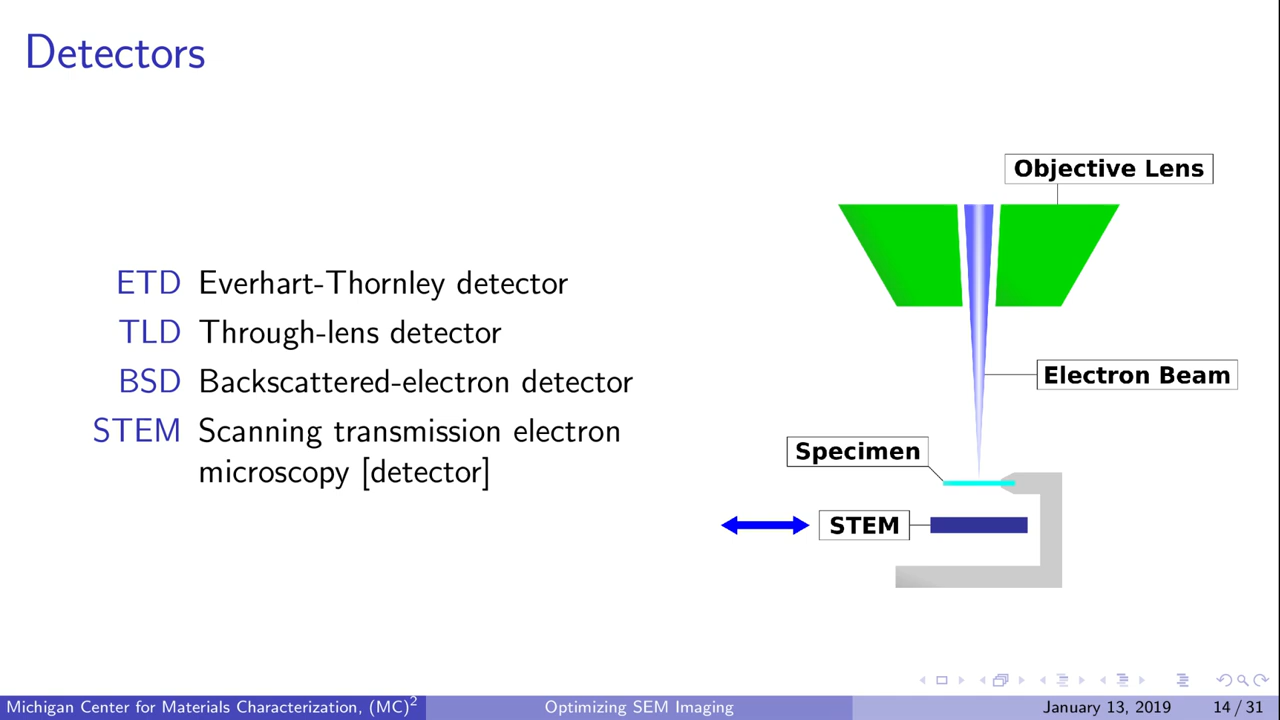 Detectors
ETD Everhart-Thornley detector
TLD Through-lens detector
BSD Backscattered-electron detector
STEM Scanning transmission electron
microscopy [detector]
Objective Lens
Electron Beam
Specimen
STEM
Michigan Center for Materials Characterization, (MC)²
Optimizing SEM Imaging
January 13, 2019
14 / 31